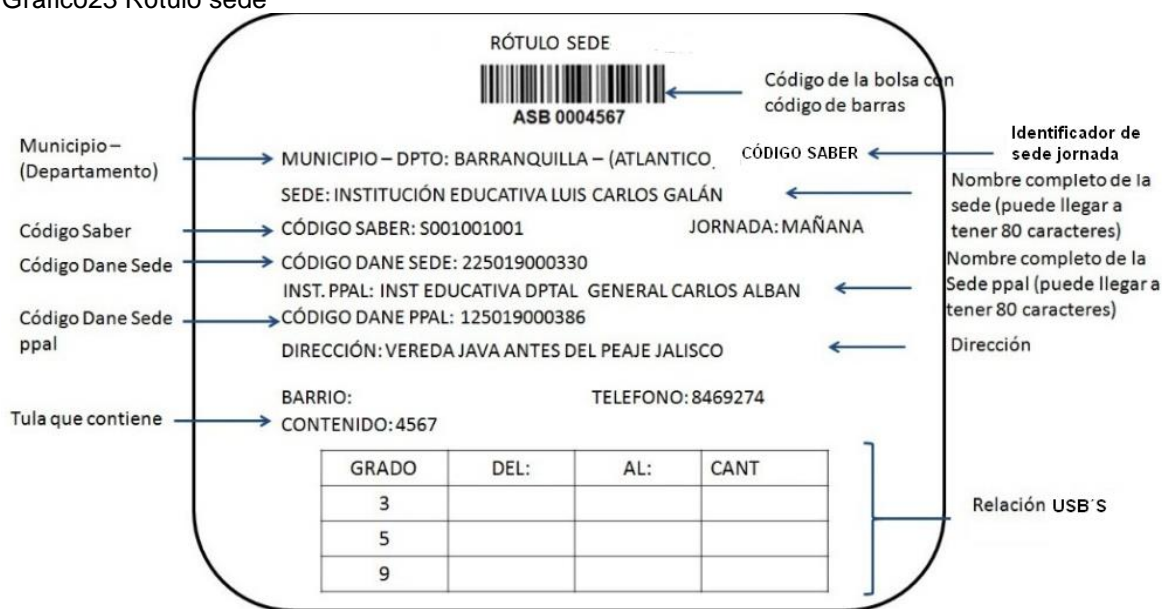 Gráfico23 Rótulo sede
RÓTULO SEDE
ASB 0004567
Código de la bolsa con
código de barras
Municipio –
(Departamento)
MUNICIPIO – DPTO: BARRANQUILLA – (ATLANTICO.
CÓDIGO SABER
Identificador de
sede jornada
SEDE: INSTITUCIÓN EDUCATIVA LUIS CARLOS GALÁN
Nombre completo de la
sede (puede llegar a
tener 80 caracteres)
Código Saber
CÓDIGO SABER: S001001001
JORNADA: MAÑANA
Código Dane Sede
CÓDIGO DANE SEDE: 225019000330
INST. PPAL: INST EDUCATIVA DPTAL GENERAL CARLOS ALBAN
Nombre completo de la
Sede ppal (puede llegar a
tener 80 caracteres)
Código Dane Sede
ppal
CÓDIGO DANE PPAL: 125019000386
DIRECCIÓN: VEREDA JAVA ANTES DEL PEAJE JALISCO
Dirección
BARRIO:
TELEFONO: 8469274
Tula que contiene
CONTENIDO: 4567
GRADO DEL: AL: CANT
3
5
9
Relación USB´S